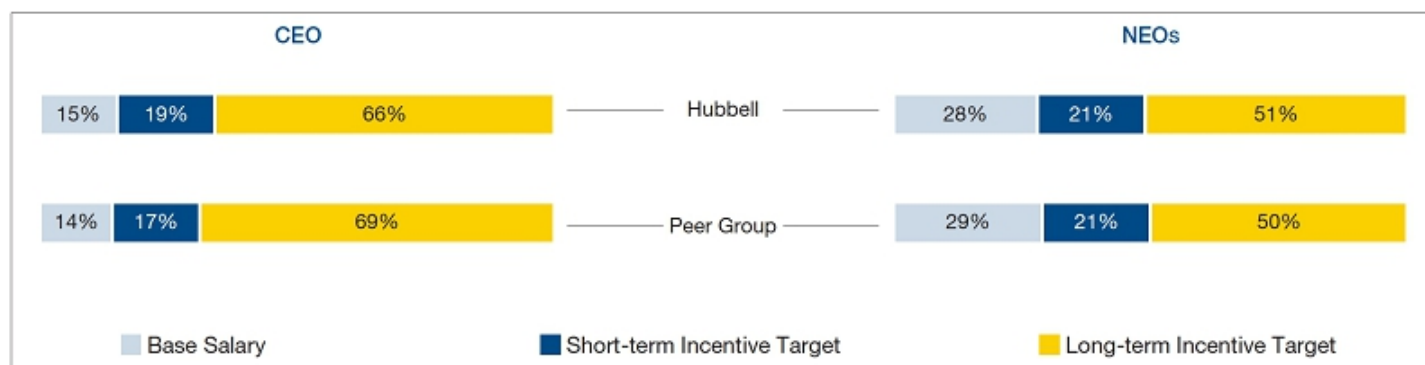 CEO NEOs
15% 19% 66% Hubbell 28% 21% 51%
14% 17% 69% Peer Group 29% 21% 50%
Base Salary Short-term Incentive Target Long-term Incentive Target